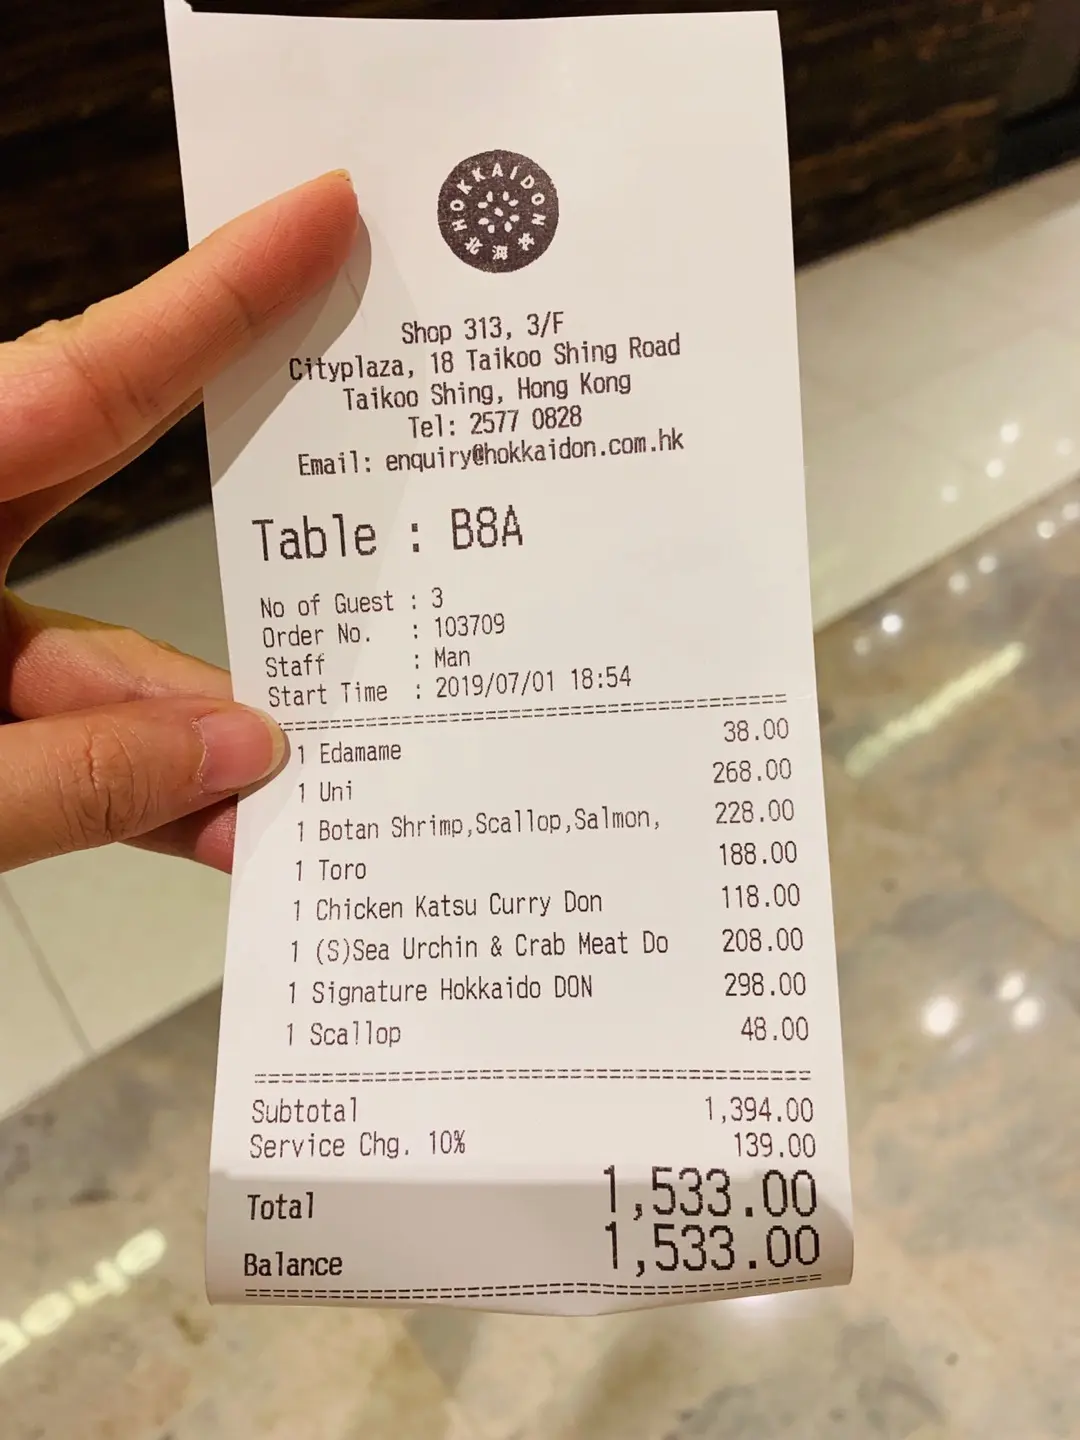 HOKKAIDON
北海丼
Shop 313, 3/F
Cityplaza, 18 Taikoo Shing Road
Taikoo Shing, Hong Kong
Tel: 2577 0828
Email: enquiry@hokkaidon.com.hk
Table : B8A
No of Guest : 3
Order No. : 103709
Staff : Man
Start Time : 2019/07/01 18:54
1 Edamame 38.00
1 Uni 268.00
1 Botan Shrimp,Scallop,Salmon, 228.00
1 Toro 188.00
1 Chicken Katsu Curry Don 118.00
1 (S)Sea Urchin & Crab Meat Do 208.00
1 Signature Hokkaido DON 298.00
1 Scallop 48.00
Subtotal 1,394.00
Service Chg. 10% 139.00
Total 1,533.00
Balance 1,533.00